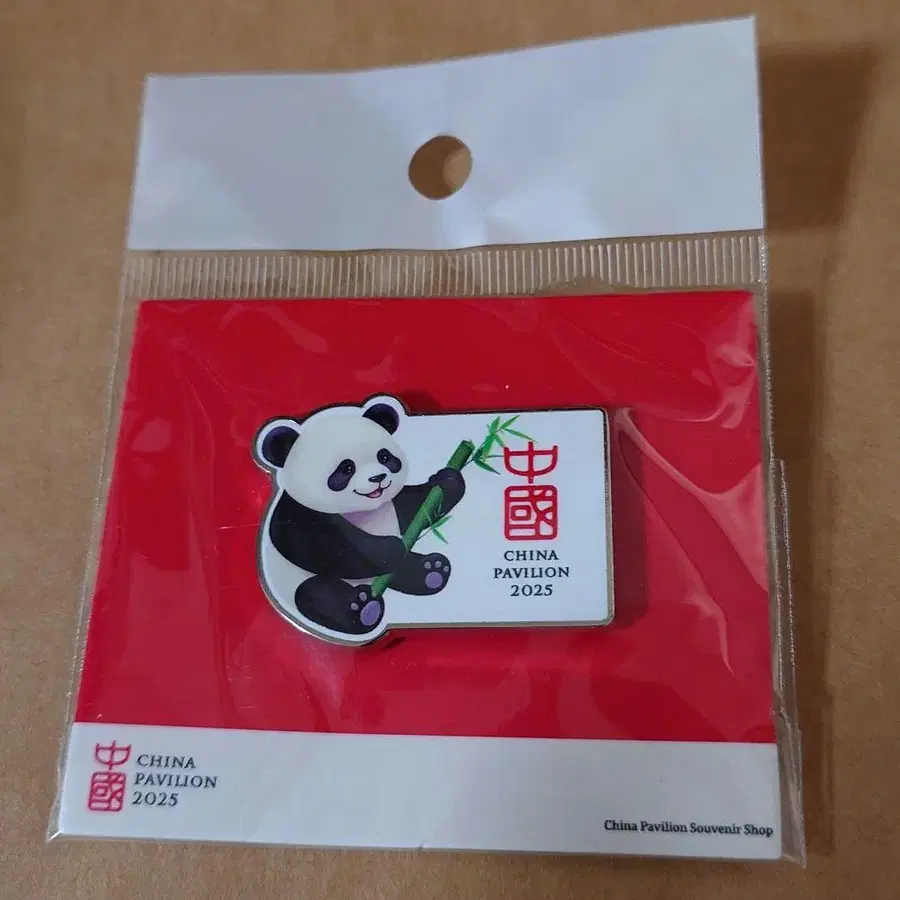 中
國
CHINA
PAVILION
2025
中
國
CHINA
PAVILION
2025
China Pavilion Souvenir Shop